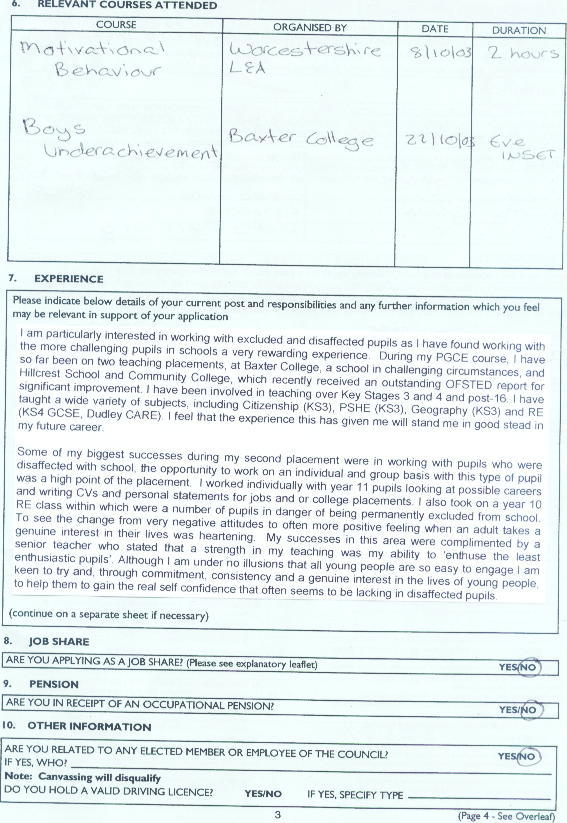 6. RELEVANT COURSES ATTENDED
COURSE ORGANISED BY DATE DURATION
Motivational Worcestershire 8/10/03 2 hours
Behaviour LEA
Boys Baxter College 22/10/03 Eve
Underachievement INSET
7. EXPERIENCE
Please indicate below details of your current post and responsibilities and any further information which you feel
may be relevant in support of your application
I am particularly interested in working with excluded and disaffected pupils as I have found working with
the more challenging pupils in schools a very rewarding experience. During my PGCE course, I have
so far been on two teaching placements, at Baxter College, a school in challenging circumstances, and
Hillcrest School and Community College, which recently received an outstanding OFSTED report for
significant improvement. I have been involved in teaching over Key Stages 3 and 4 and post-16. I have
taught a wide variety of subjects, including Citizenship (KS3), PSHE (KS3), Geography (KS3) and RE
(KS4 GCSE, Dudley CARE). I feel that the experience this has given me will stand me in good stead in
my future career.
Some of my biggest successes during my second placement were in working with pupils who were
disaffected with school, the opportunity to work on an individual and group basis with this type of pupil
was a high point of the placement. I worked individually with year 11 pupils looking at possible careers
and writing CVs and personal statements for jobs and or college placements. I also took on a year 10
RE class within which were a number of pupils in danger of being permanently excluded from school.
To see the change from very negative attitudes to often more positive feeling when an adult takes a
genuine interest in their lives was heartening. My successes in this area were complimented by a
senior teacher who stated that a strength in my teaching was my ability to 'enthuse the least
enthusiastic pupils'. Although I am under no illusions that all young people are so easy to engage I am
keen to try and, through commitment, consistency and a genuine interest in the lives of young people,
to help them to gain the real self confidence that often seems to be lacking in disaffected pupils.
(continue on a separate sheet if necessary)
8. JOB SHARE
ARE YOU APPLYING AS A JOB SHARE? (Please see explanatory leaflet) YES/NO
9. PENSION
ARE YOU IN RECEIPT OF AN OCCUPATIONAL PENSION? YES/NO
10. OTHER INFORMATION
ARE YOU RELATED TO ANY ELECTED MEMBER OR EMPLOYEE OF THE COUNCIL? YES/NO
IF YES, WHO?
Note: Canvassing will disqualify
DO YOU HOLD A VALID DRIVING LICENCE? YES/NO IF YES, SPECIFY TYPE
3
(Page 4 - See Overleaf)